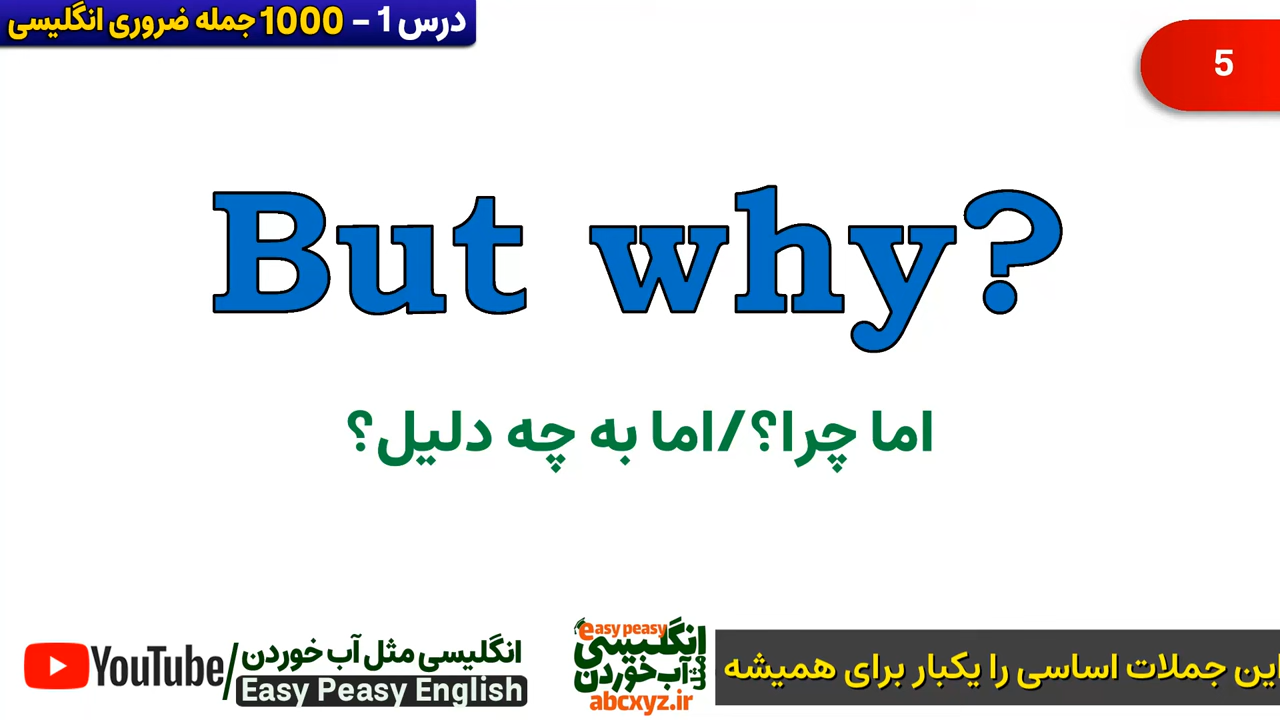 درس 1 – 1000 جمله ضروری انگلیسی
5
But why?
اما چرا؟/اما به چه دلیل؟
YouTube/انگلیسی مثل آب خوردن
Easy Peasy English
easy peasy
انگلیسی
مثل آب خوردن
abcxyz.ir
این جملات اساسی را یکبار برای همیشه